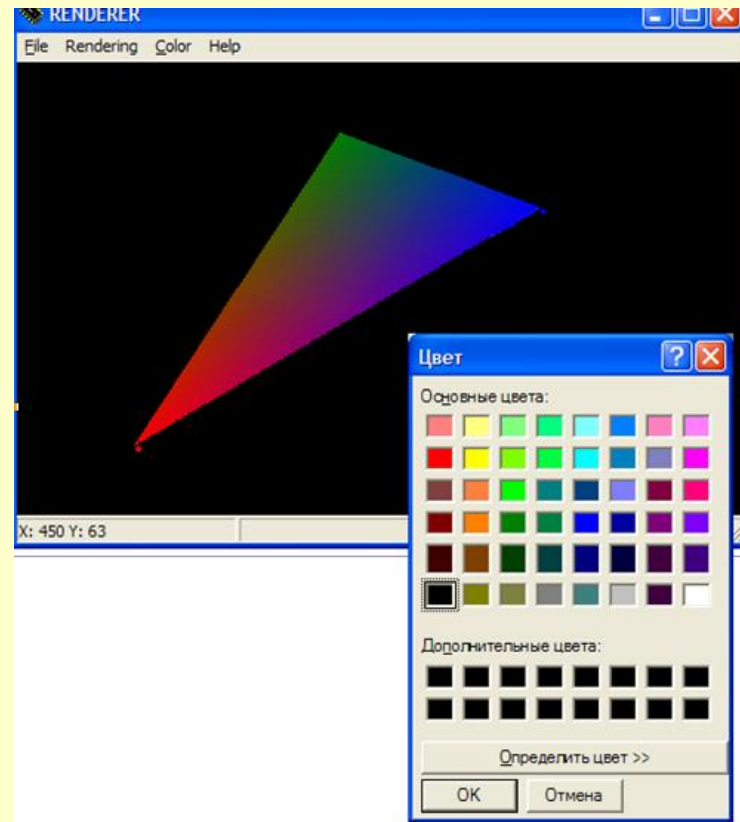 RENDERER
File Rendering Color Help
X: 450 Y: 63
Цвет
Основные цвета:
Дополнительные цвета:
Определить цвет >>
OK Отмена